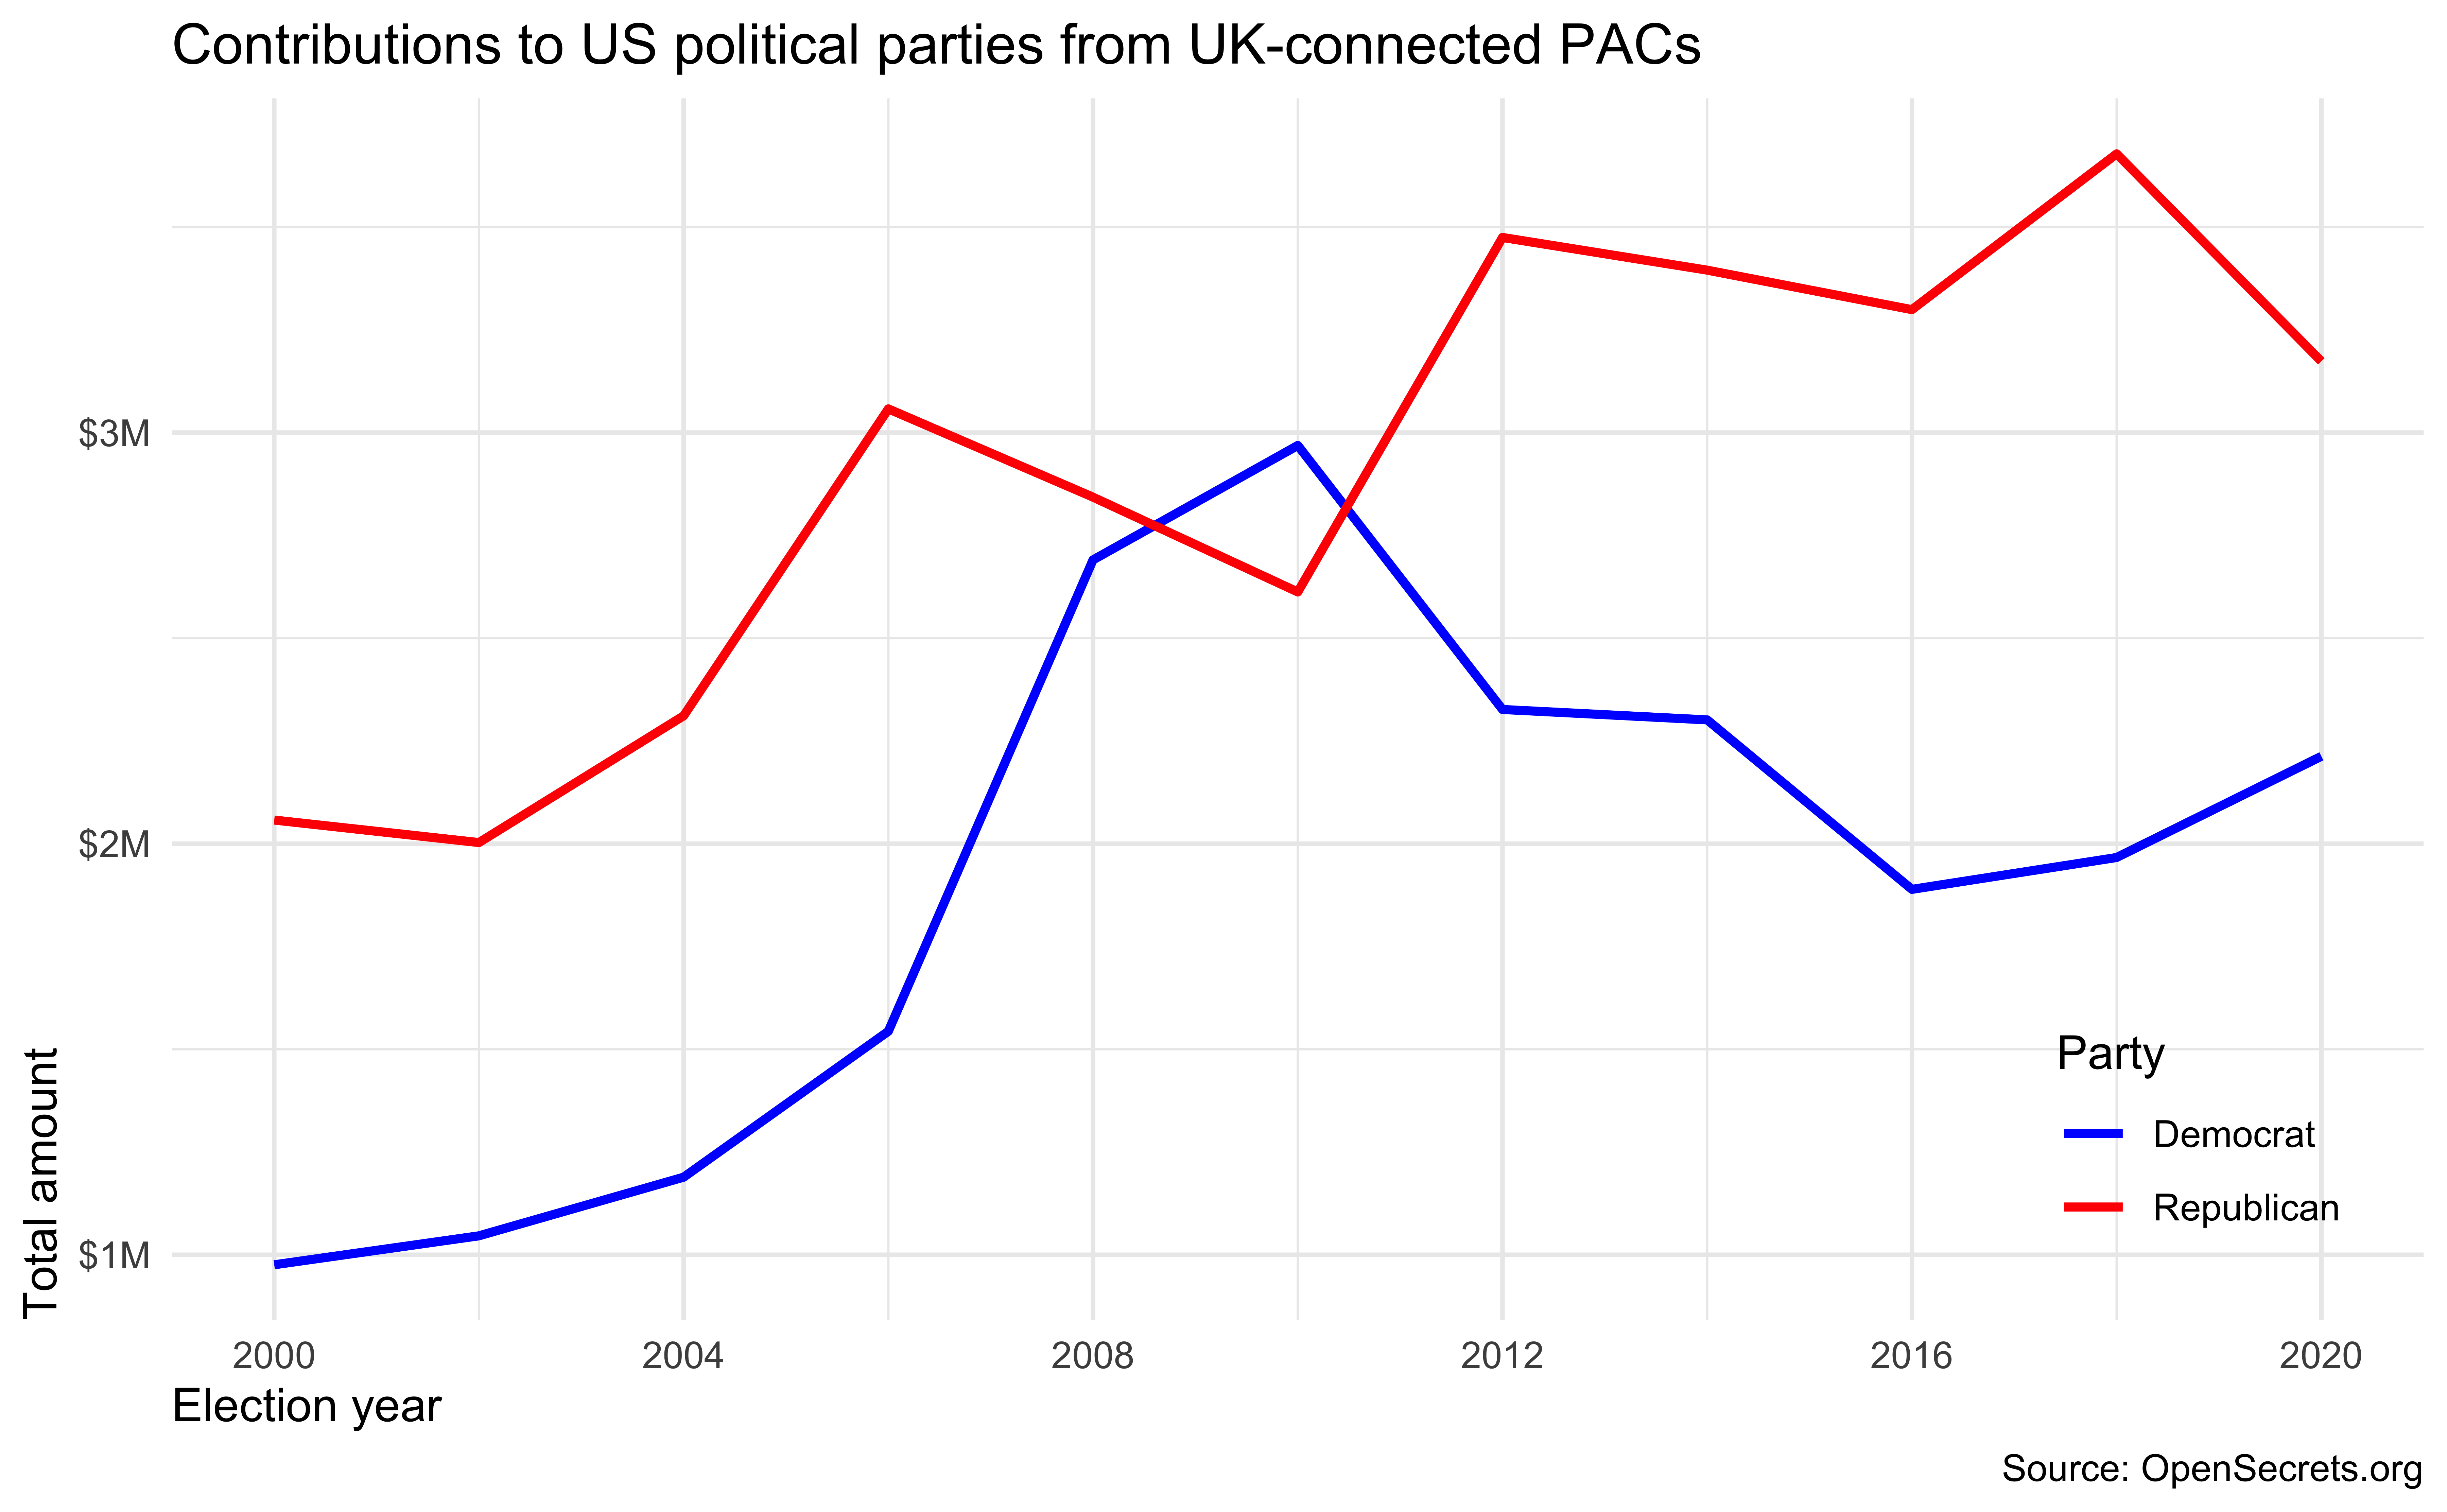 Contributions to US political parties from UK-connected PACs
$3M
$2M
$1M
Total amount
2000 2004 2008 2012 2016 2020
Election year
Party
Democrat
Republican
Source: OpenSecrets.org